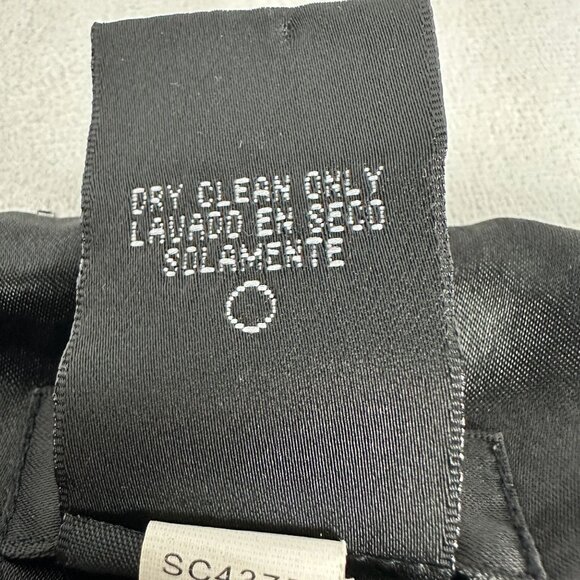 DRY CLEAN ONLY
LAVADO EN SECO
SOLAMENTE